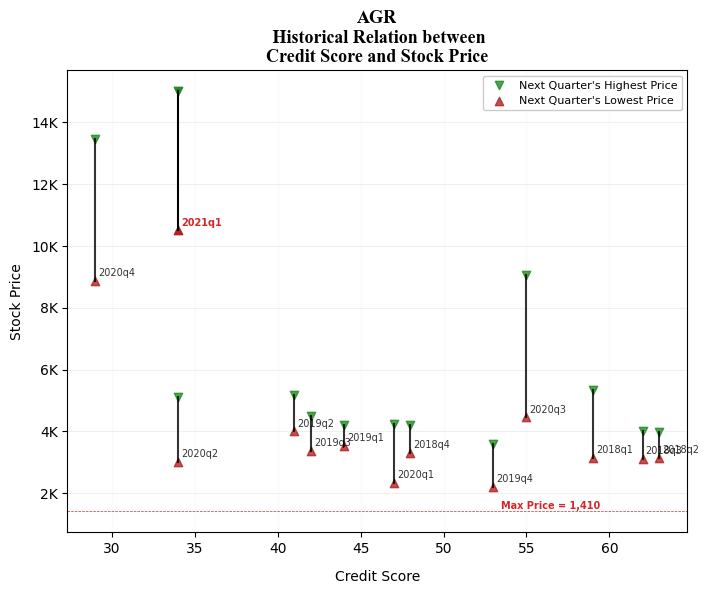 AGR
Historical Relation between
Credit Score and Stock Price
Next Quarter's Highest Price
Next Quarter's Lowest Price
14K
12K
10K
8K
6K
4K
2K
Stock Price
2021q1
2020q4
2020q3
2019q2
2019q3
2019q1
2018q4
2020q2
2018q1
2018q3
2018q2
2020q1
2019q4
Max Price = 1,410
30
35
40
45
50
55
60
Credit Score